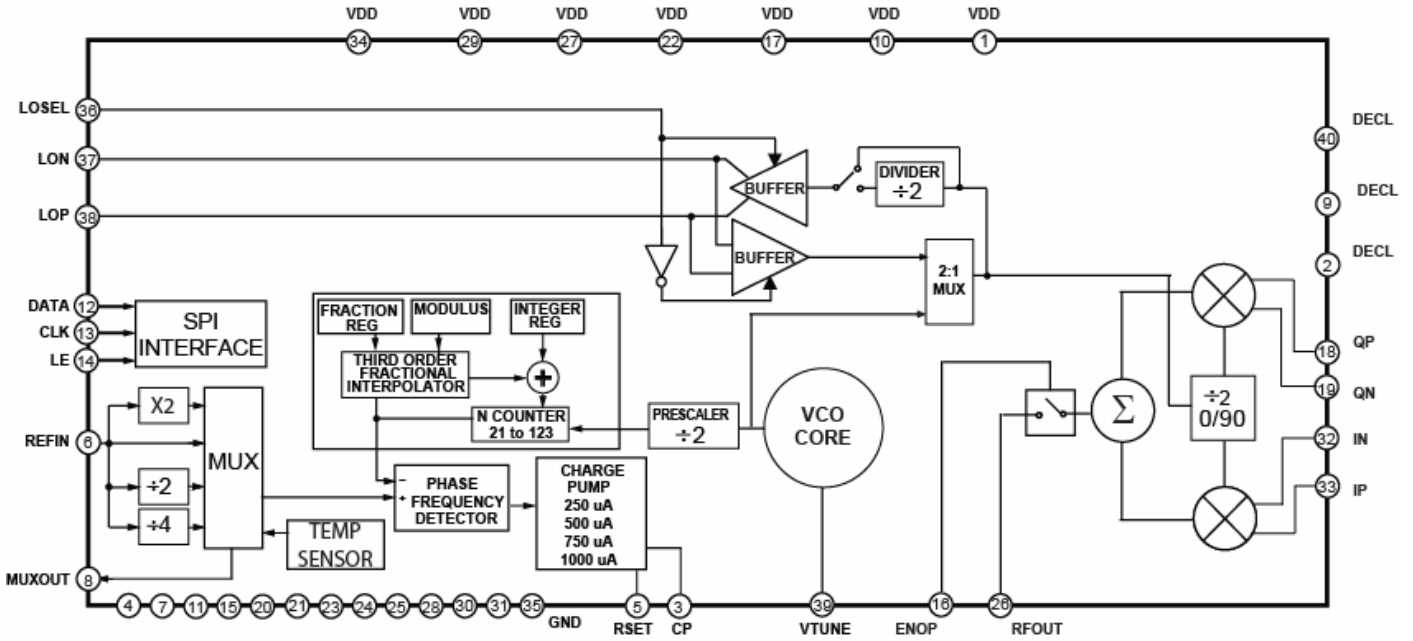 VDD VDD VDD VDD VDD VDD VDD
34 29 27 22 17 10 1
LOSEL 36
LON 37
LOP 38
DECL
40
DECL
9
DECL
2
BUFFER
DIVIDER
÷2
BUFFER
2:1
MUX
DATA 12
CLK 13
LE 14
SPI
INTERFACE
FRACTION
REG
MODULUS
INTEGER
REG
THIRD ORDER
FRACTIONAL
INTERPOLATOR
+
N COUNTER
21 to 123
PRESCALER
÷2
VCO
CORE
Σ
÷2
0/90
18 QP
19 QN
32 IN
33 IP
REFIN 6
X2
÷2
÷4
MUX
TEMP
SENSOR
−
+
PHASE
FREQUENCY
DETECTOR
CHARGE
PUMP
250 uA
500 uA
750 uA
1000 uA
MUXOUT 8
4 7 11 15 20 21 23 24 25 28 30 31 35
GND
5 3 39 16 26
RSET CP VTUNE ENOP RFOUT